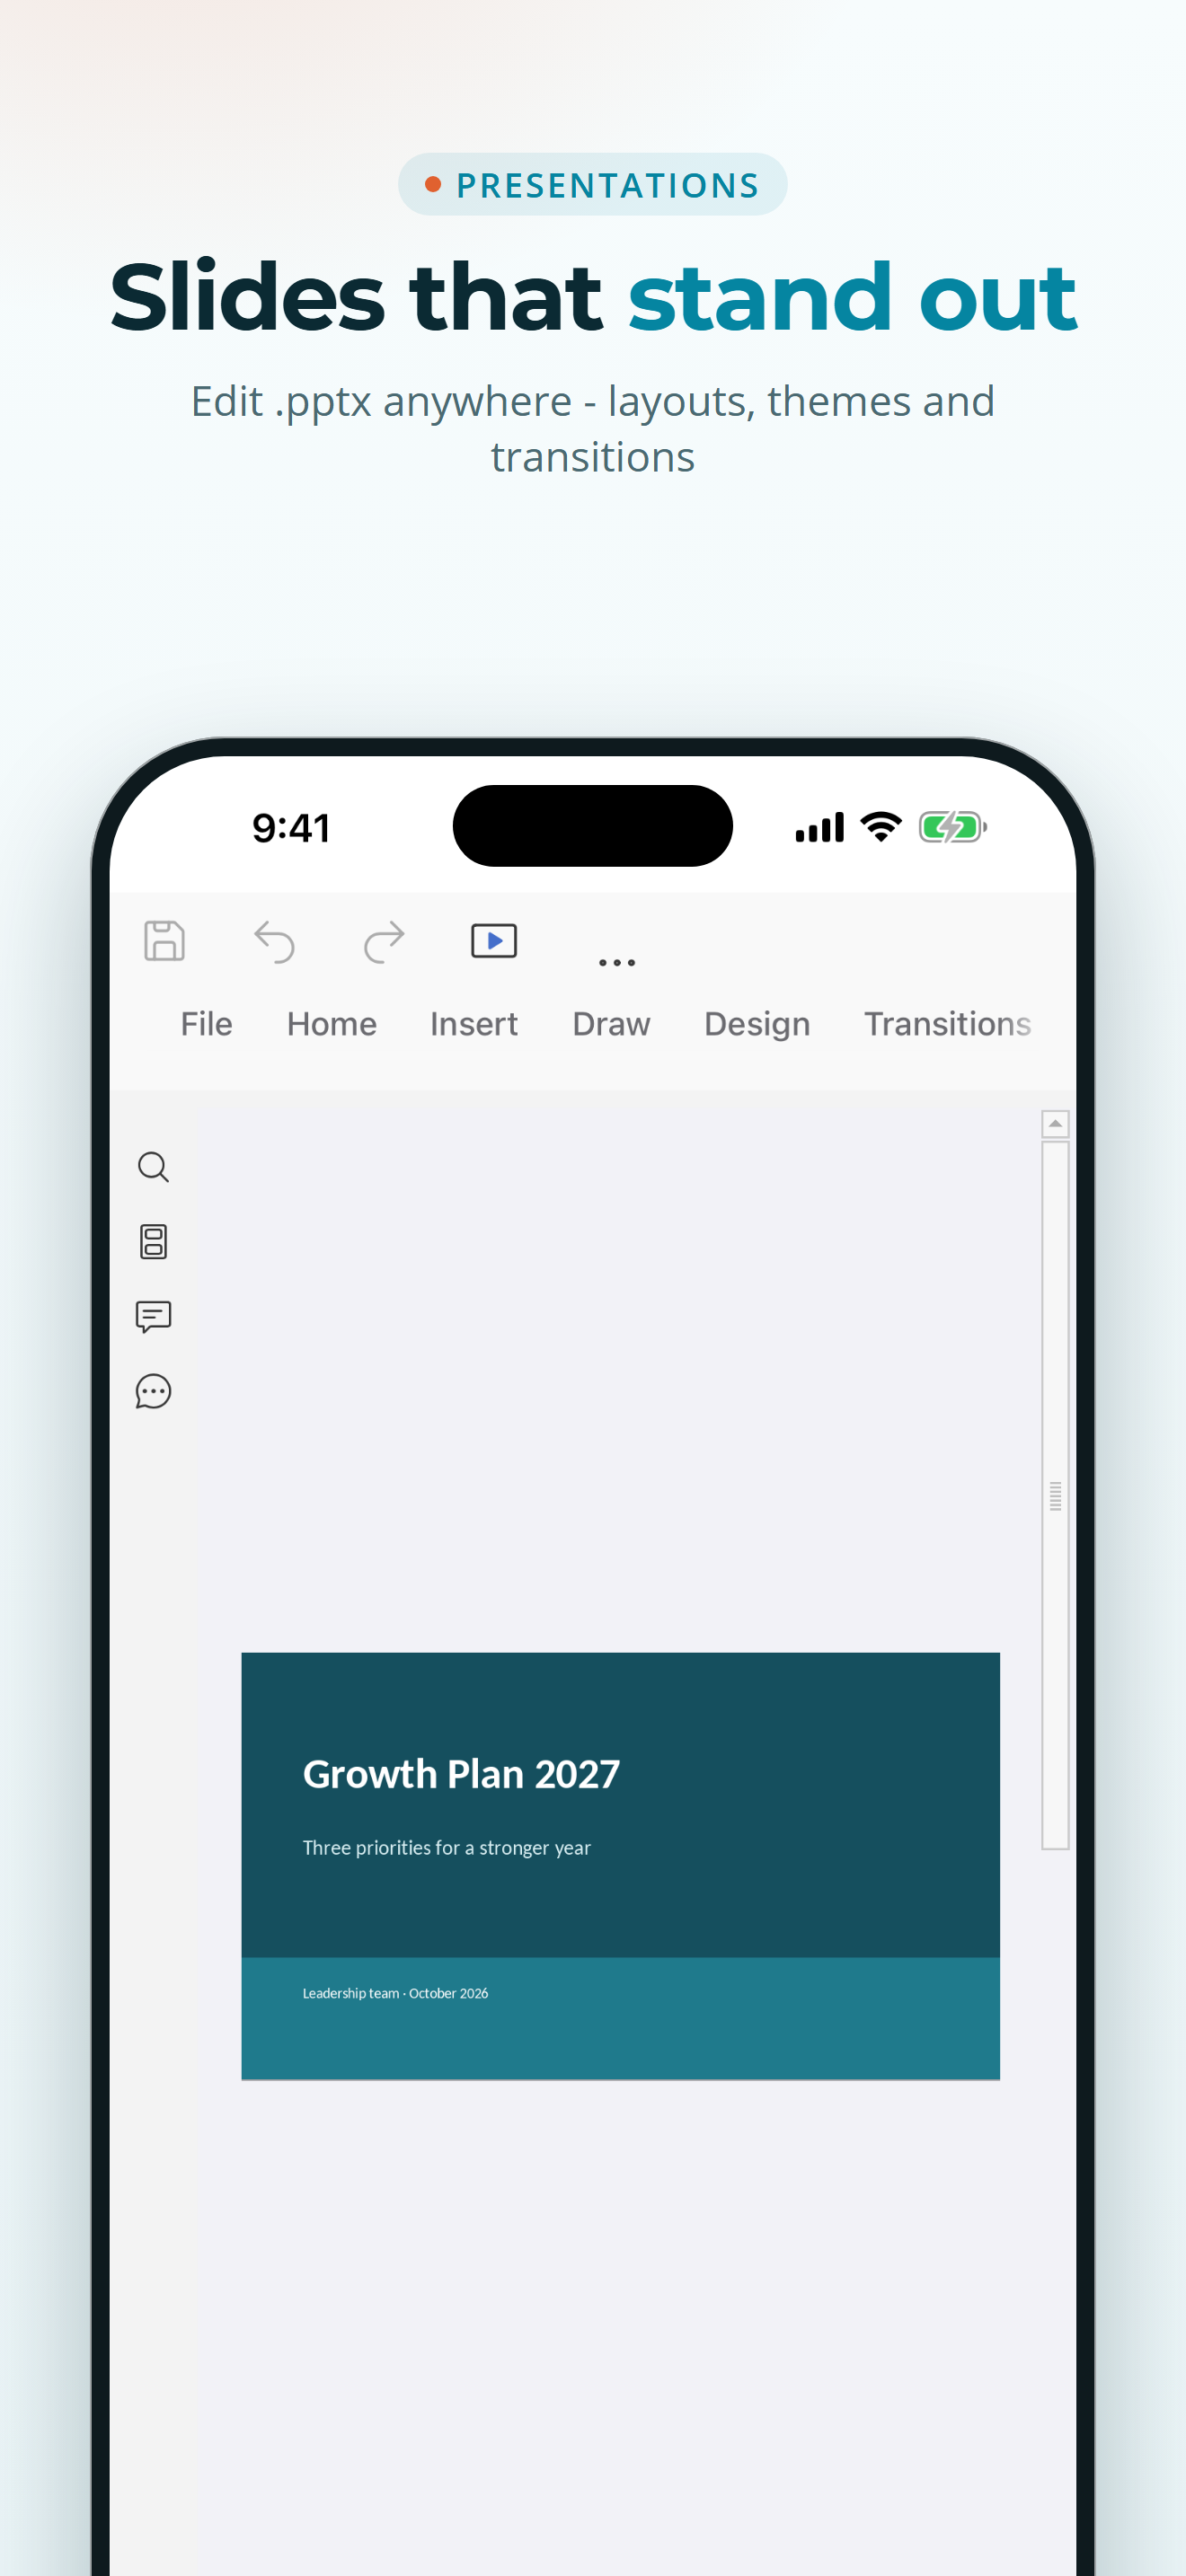 PRESENTATIONS
Slides that stand out
Edit .pptx anywhere - layouts, themes and
transitions
9:41
File Home Insert Draw Design Transitions
Growth Plan 2027
Three priorities for a stronger year
Leadership team · October 2026